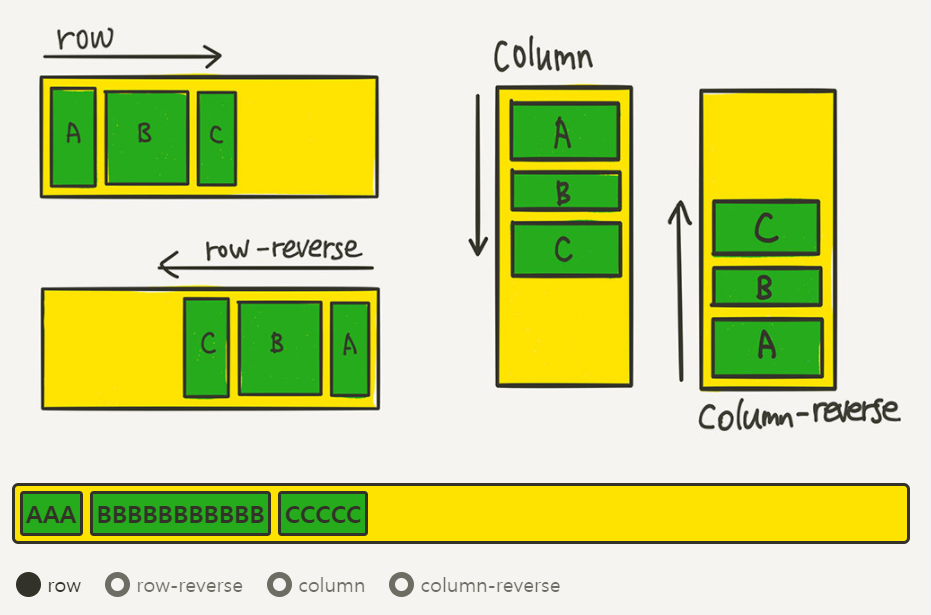 row
A B C
row-reverse
C B A
Column
A
B
C
C
B
A
Column-reverse
AAA BBBBBBBBBBB CCCCC
row row-reverse column column-reverse